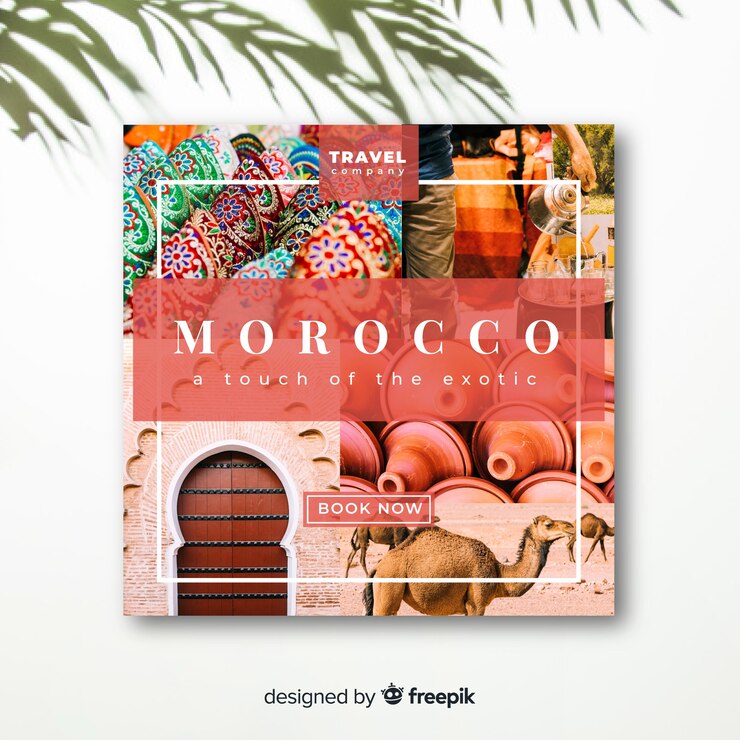 TRAVEL
company
MOROCCO
a touch of the exotic
BOOK NOW
designed by freepik